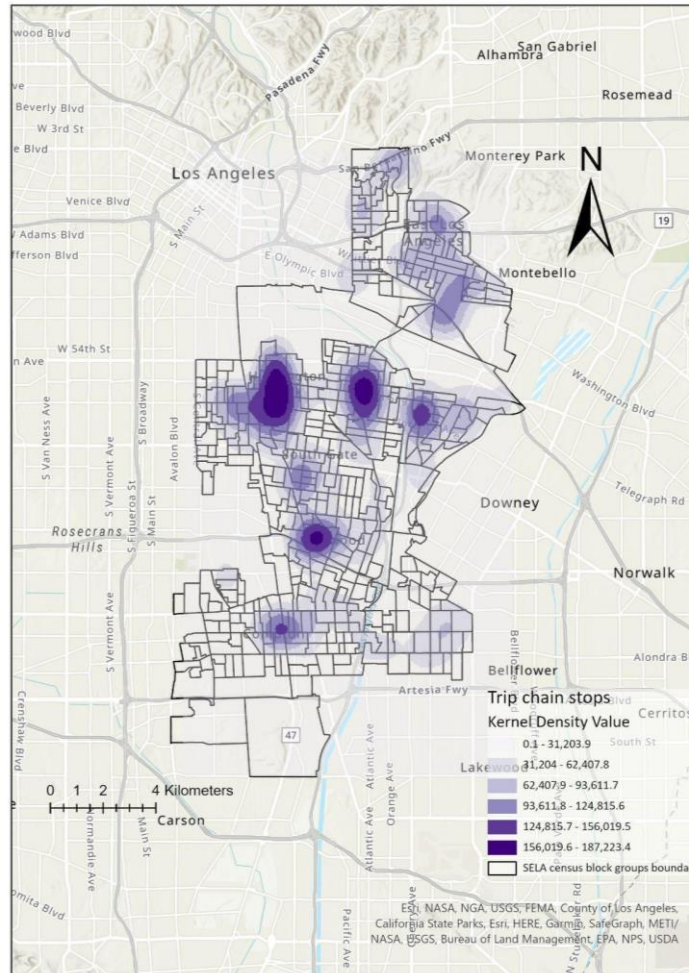 San Gabriel
Alhambra
Pasadena Fwy
Rosemead
Beverly Blvd
W 3rd St
Los Angeles
Monterey Park
N
Venice Blvd
S Main St
19
W Adams Blvd
Jefferson Blvd
E Olympic Blvd
Montebello
W 54th St
Washington Blvd
S Van Ness Ave
S Vermont Ave
S Figueroa St
S Broadway
S Main St
Avalon Blvd
South Gate
Downey
Telegraph Rd
Rosecrans
Hills
Norwalk
S Vermont Ave
Alondra B
Bellflower
Artesia Fwy
Crenshaw Blvd
47
Trip chain stops
Kernel Density Value
Cerritos
South St
0.1 - 31,203.9
31,204 - 62,407.8
62,407.9 - 93,611.7
93,611.8 - 124,815.6
124,815.7 - 156,019.5
156,019.6 - 187,223.4
SELA census block groups bounda
Lakewood
Atlantic Ave
Orange Ave
0 1 2 4 Kilometers
Normandie Ave
Main St
Carson
Atlantic Ave
Pacific Ave
Esri, NASA, NGA, USGS, FEMA, County of Los Angeles,
California State Parks, Esri, HERE, Garmin, SafeGraph, METI/
NASA, USGS, Bureau of Land Management, EPA, NPS, USDA